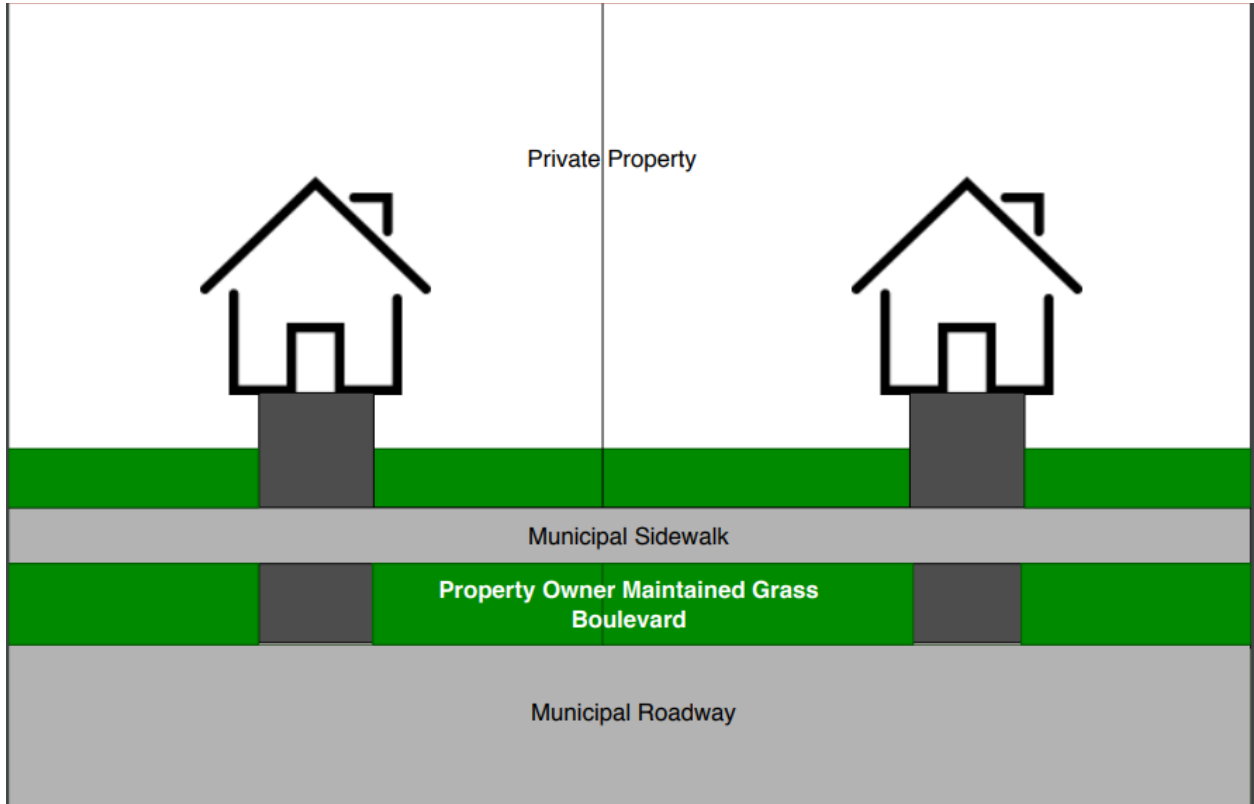 Private Property
Municipal Sidewalk
Property Owner Maintained Grass
Boulevard
Municipal Roadway